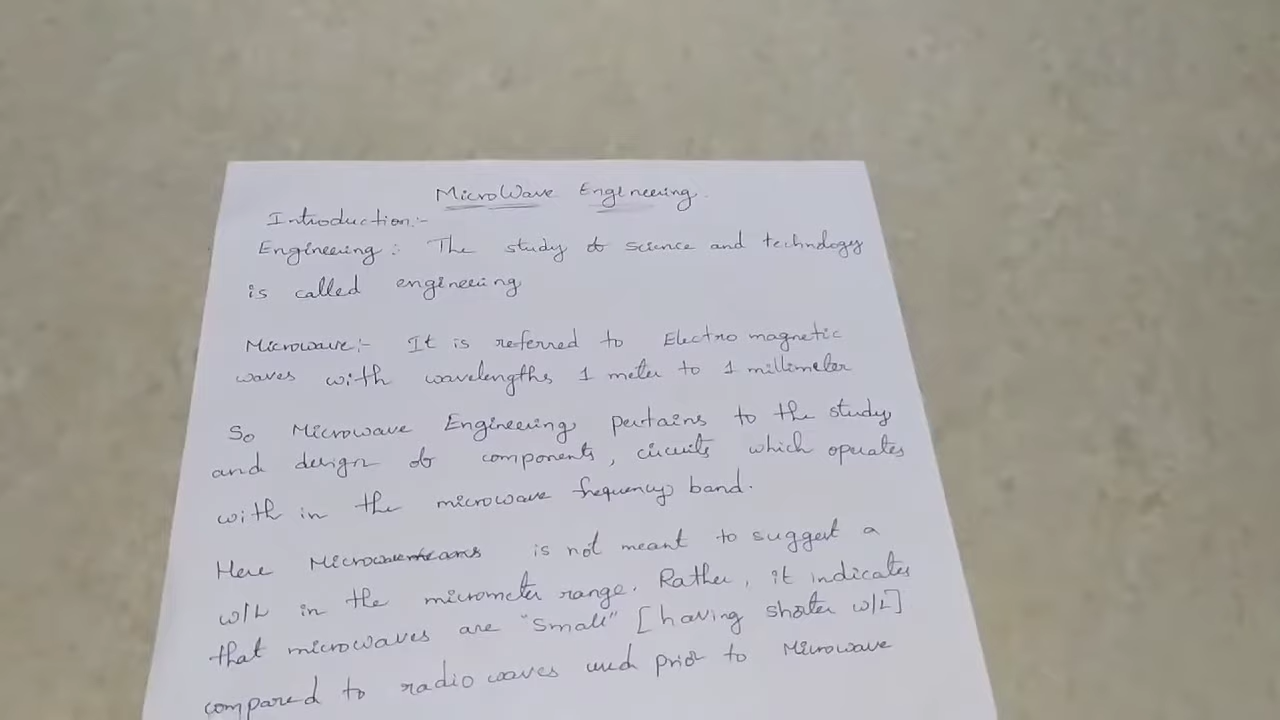 MicroWave Engineering.
Introduction:-
Engineering :- The study of science and technology
is called engineering
Microwave:- It is referred to Electro magnetic
waves with wavelengths 1 meter to 1 millimeter
So Microwave Engineering pertains to the study
and design of components, circuits which operates
with in the microwave frequency band.
Here is not meant to suggest a
w/L in the micrometer range. Rather, it indicates
that microwaves are "Small" [having shorter w/L]
compared to radio waves used prior to Microwave